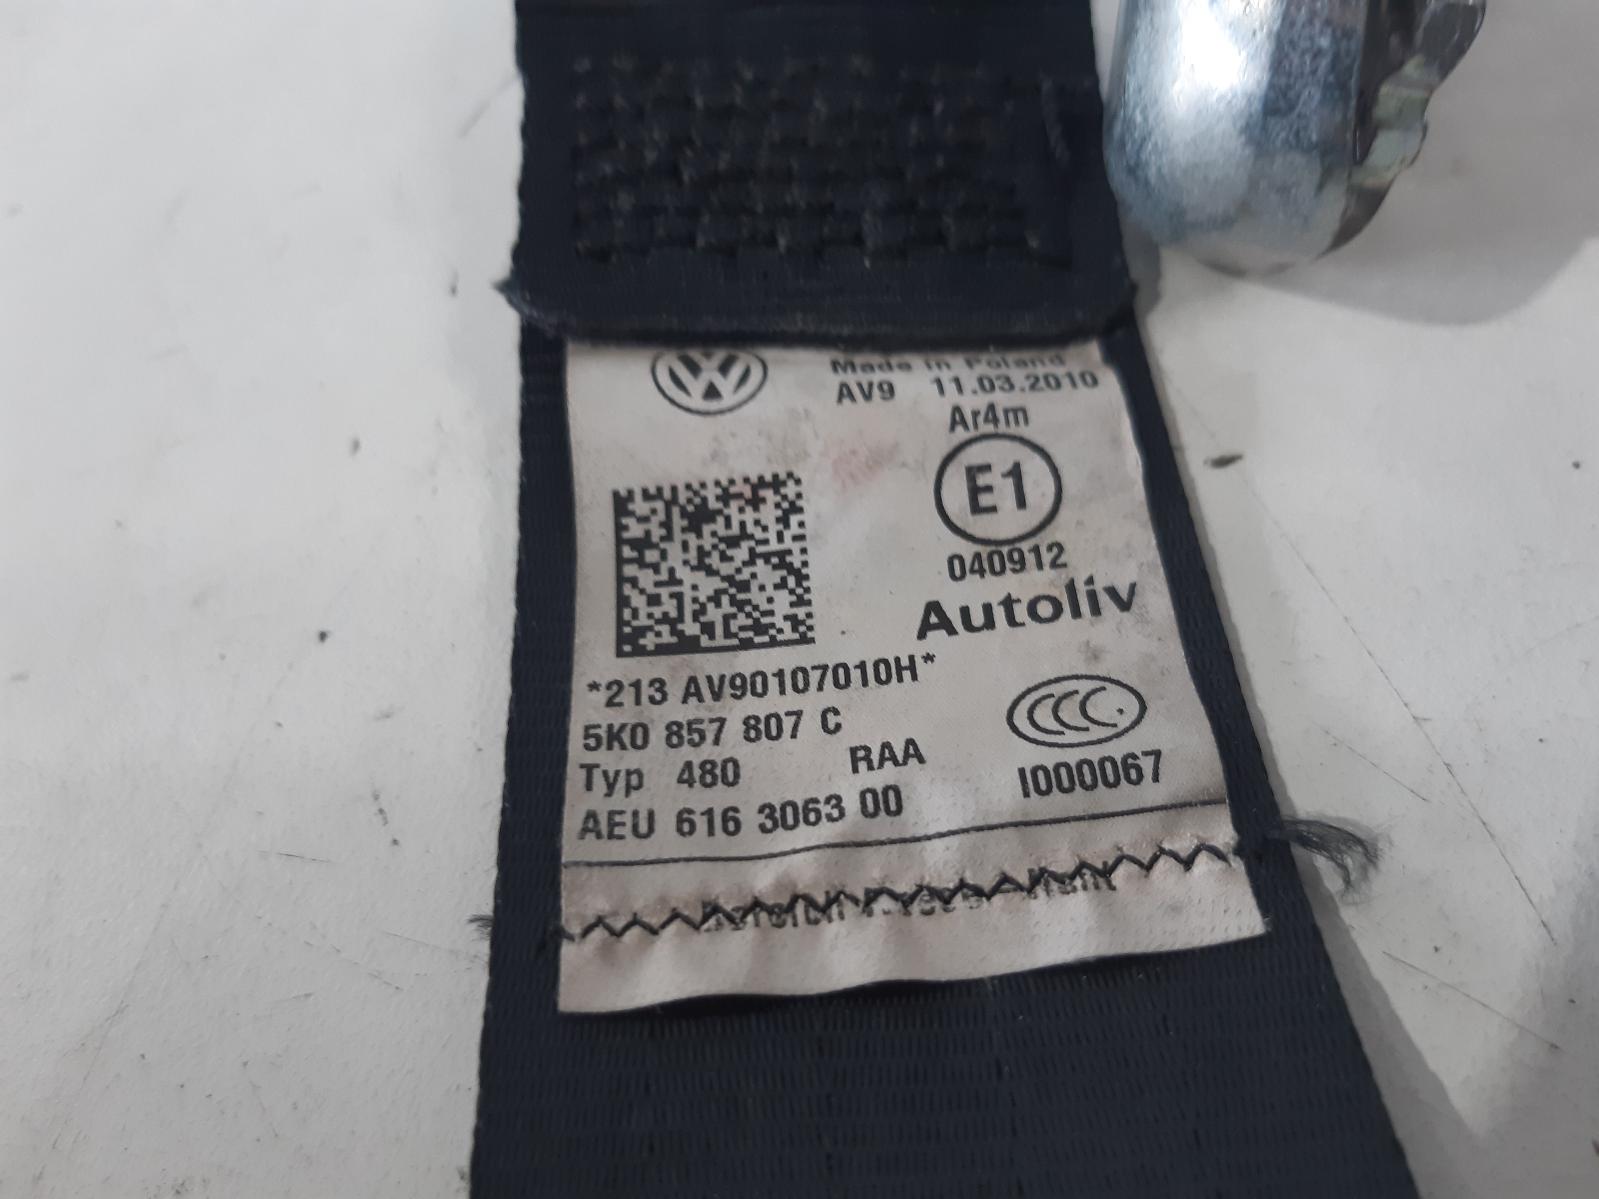 Made in Poland
AV9 11.03.2010
Ar4m
E1
040912
Autoliv
*213 AV90107010H*
5K0 857 807 C
CCC
Typ 480 RAA
I000067
AEU 616 3063 00